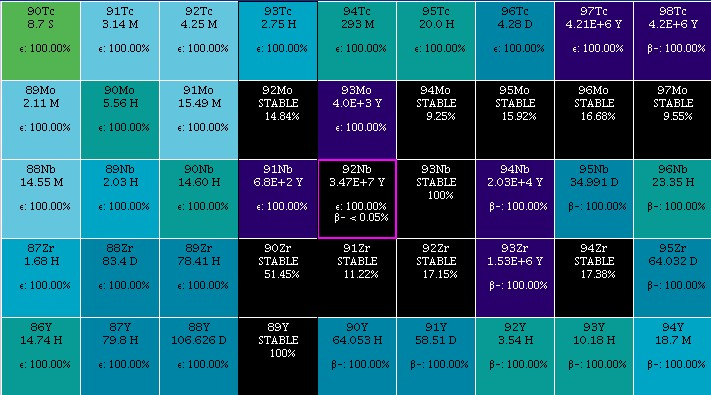 90Tc 91Tc 92Tc 93Tc 94Tc 95Tc 96Tc 97Tc 98Tc
8.7 S 3.14 M 4.25 M 2.75 H 293 M 20.0 H 4.28 D 4.21E+6 Y 4.2E+6 Y
ϵ: 100.00% ϵ: 100.00% ϵ: 100.00% ϵ: 100.00% ϵ: 100.00% ϵ: 100.00% ϵ: 100.00% ϵ: 100.00% β-: 100.00%
89Mo 90Mo 91Mo 92Mo 93Mo 94Mo 95Mo 96Mo 97Mo
2.11 M 5.56 H 15.49 M STABLE 4.0E+3 Y STABLE STABLE STABLE STABLE
14.84% 9.25% 15.92% 16.68% 9.55%
ϵ: 100.00% ϵ: 100.00% ϵ: 100.00% ϵ: 100.00%
88Nb 89Nb 90Nb 91Nb 92Nb 93Nb 94Nb 95Nb 96Nb
14.55 M 2.03 H 14.60 H 6.8E+2 Y 3.47E+7 Y STABLE 2.03E+4 Y 34.991 D 23.35 H
100%
ϵ: 100.00% ϵ: 100.00% ϵ: 100.00% ϵ: 100.00% ϵ: 100.00% β-: 100.00% β-: 100.00% β-: 100.00%
β- < 0.05%
87Zr 88Zr 89Zr 90Zr 91Zr 92Zr 93Zr 94Zr 95Zr
1.68 H 83.4 D 78.41 H STABLE STABLE STABLE 1.53E+6 Y STABLE 64.032 D
51.45% 11.22% 17.15% 17.38%
ϵ: 100.00% ϵ: 100.00% ϵ: 100.00% β-: 100.00% β-: 100.00%
86Y 87Y 88Y 89Y 90Y 91Y 92Y 93Y 94Y
14.74 H 79.8 H 106.626 D STABLE 64.053 H 58.51 D 3.54 H 10.18 H 18.7 M
100%
ϵ: 100.00% ϵ: 100.00% ϵ: 100.00% β-: 100.00% β-: 100.00% β-: 100.00% β-: 100.00% β-: 100.00%